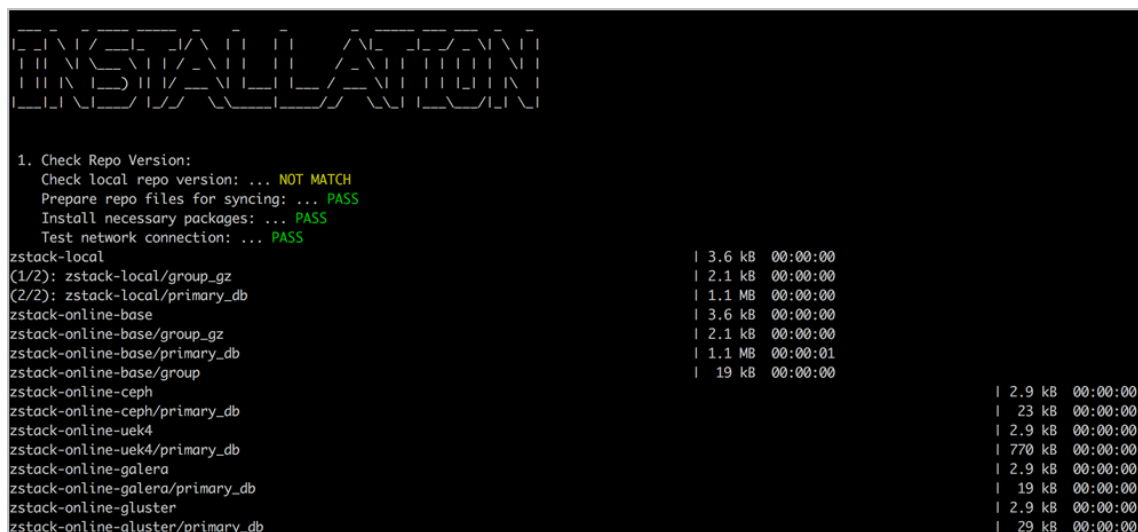 INSTALLATION
1. Check Repo Version:
Check local repo version: ... NOT MATCH
Prepare repo files for syncing: ... PASS
Install necessary packages: ... PASS
Test network connection: ... PASS
zstack-local | 3.6 kB 00:00:00
(1/2): zstack-local/group_gz | 2.1 kB 00:00:00
(2/2): zstack-local/primary_db | 1.1 MB 00:00:00
zstack-online-base | 3.6 kB 00:00:00
zstack-online-base/group_gz | 2.1 kB 00:00:00
zstack-online-base/primary_db | 1.1 MB 00:00:01
zstack-online-base/group | 19 kB 00:00:00
zstack-online-ceph | 2.9 kB 00:00:00
zstack-online-ceph/primary_db | 23 kB 00:00:00
zstack-online-uek4 | 2.9 kB 00:00:00
zstack-online-uek4/primary_db | 770 kB 00:00:00
zstack-online-galera | 2.9 kB 00:00:00
zstack-online-galera/primary_db | 19 kB 00:00:00
zstack-online-gluster | 2.9 kB 00:00:00
zstack-online-gluster/primary_db | 29 kB 00:00:00